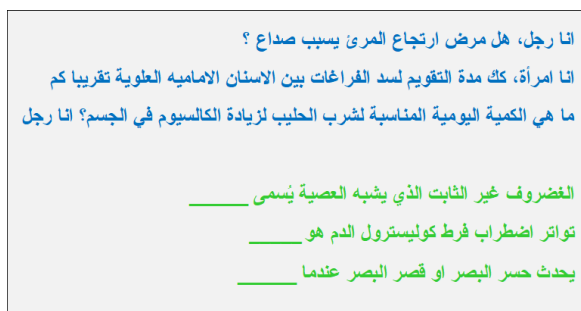 انا رجل، هل مرض ارتجاع المرئ يسبب صداع ؟
انا امرأة، كك مدة التقويم لسد الفراغات بين الاسنان الاماميه العلوية تقريبا كم
ما هي الكمية اليومية المناسبة لشرب الحليب لزيادة الكالسيوم في الجسم؟ انا رجل
الغضروف غير الثابت الذي يشبه العصية يُسمى ______
تواتر اضطراب فرط كوليسترول الدم هو ______
يحدث حسر البصر او قصر البصر عندما ______